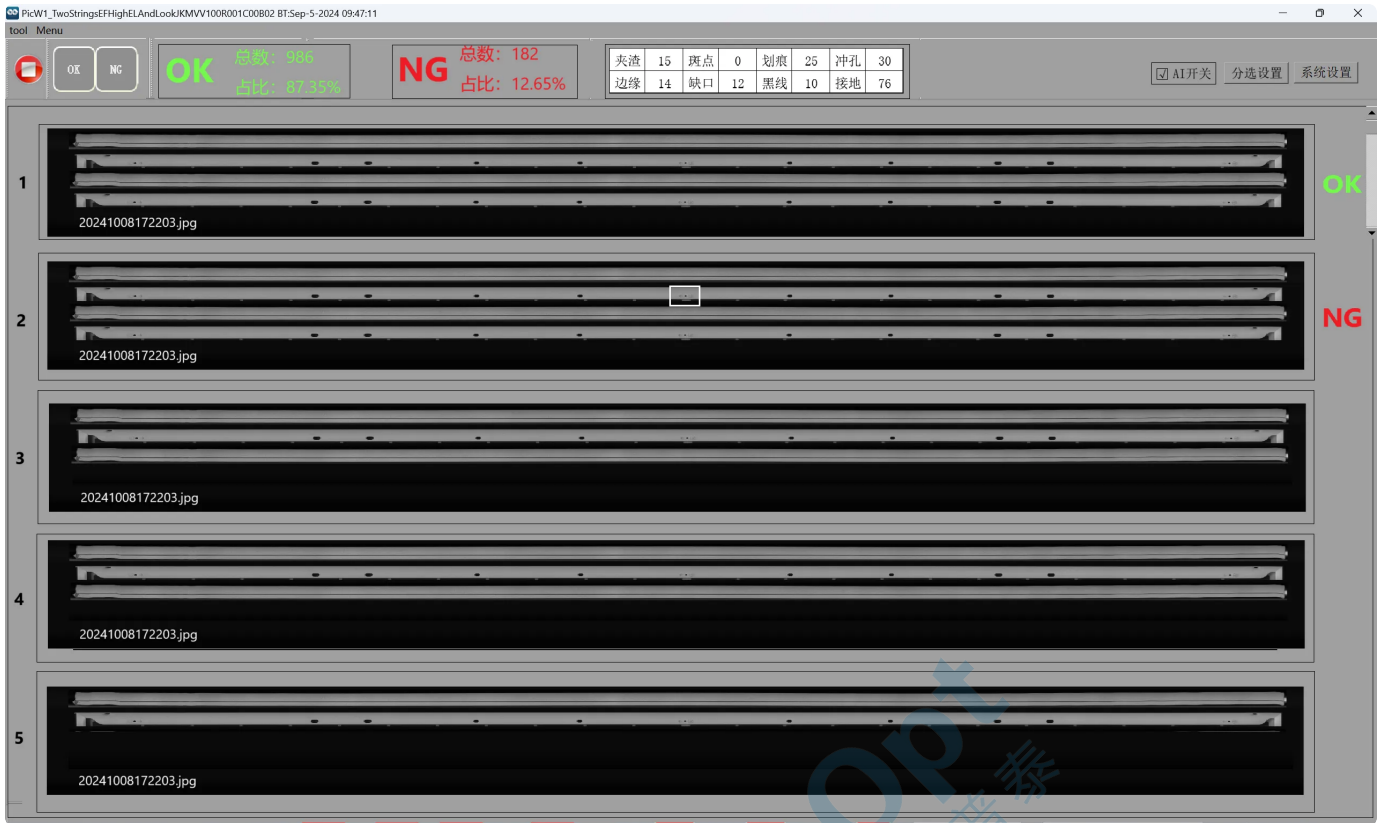 PicW1_TwoStringsEFHighELAndLookJKMVV100R001C00B02 BT:Sep-5-2024 09:47:11
tool Menu
OK NG
OK
总数: 986
占比: 87.35%
NG
总数: 182
占比: 12.65%
夹渣 15 斑点 0 划痕 25 冲孔 30
边缘 14 缺口 12 黑线 10 接地 76
AI开关 分选设置 系统设置
1
20241008172203.jpg
OK
2
20241008172203.jpg
NG
3
20241008172203.jpg
4
20241008172203.jpg
5
20241008172203.jpg
Opt
培泰